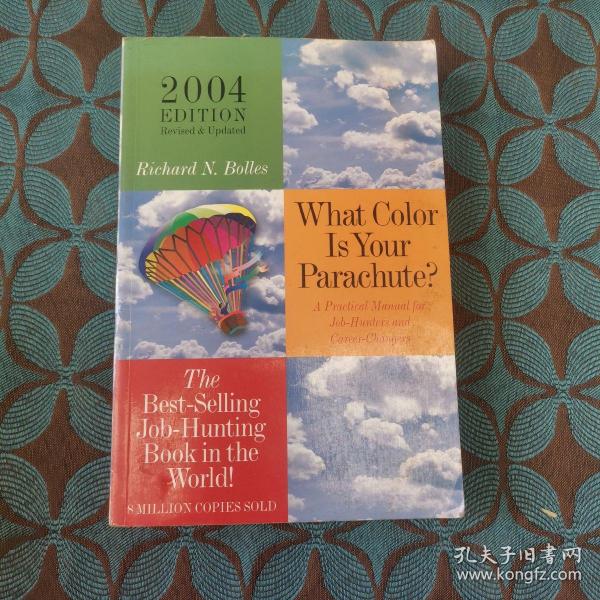 2004
EDITION
Revised & Updated
Richard N. Bolles
What Color
Is Your
Parachute?
A Practical Manual for
Job-Hunters and
Career-Changers
The
Best-Selling
Job-Hunting
Book in the
World!
8 MILLION COPIES SOLD
孔夫子旧书网
www.kongfz.com